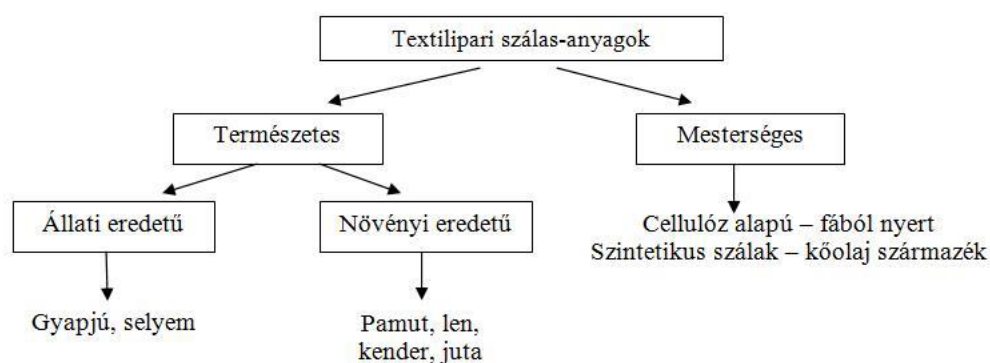 Textilipari szálas-anyagok
Természetes
Mesterséges
Állati eredetű
Növényi eredetű
Cellulóz alapú – fából nyert
Szintetikus szálak – kőolaj származék
Gyapjú, selyem
Pamut, len,
kender, juta